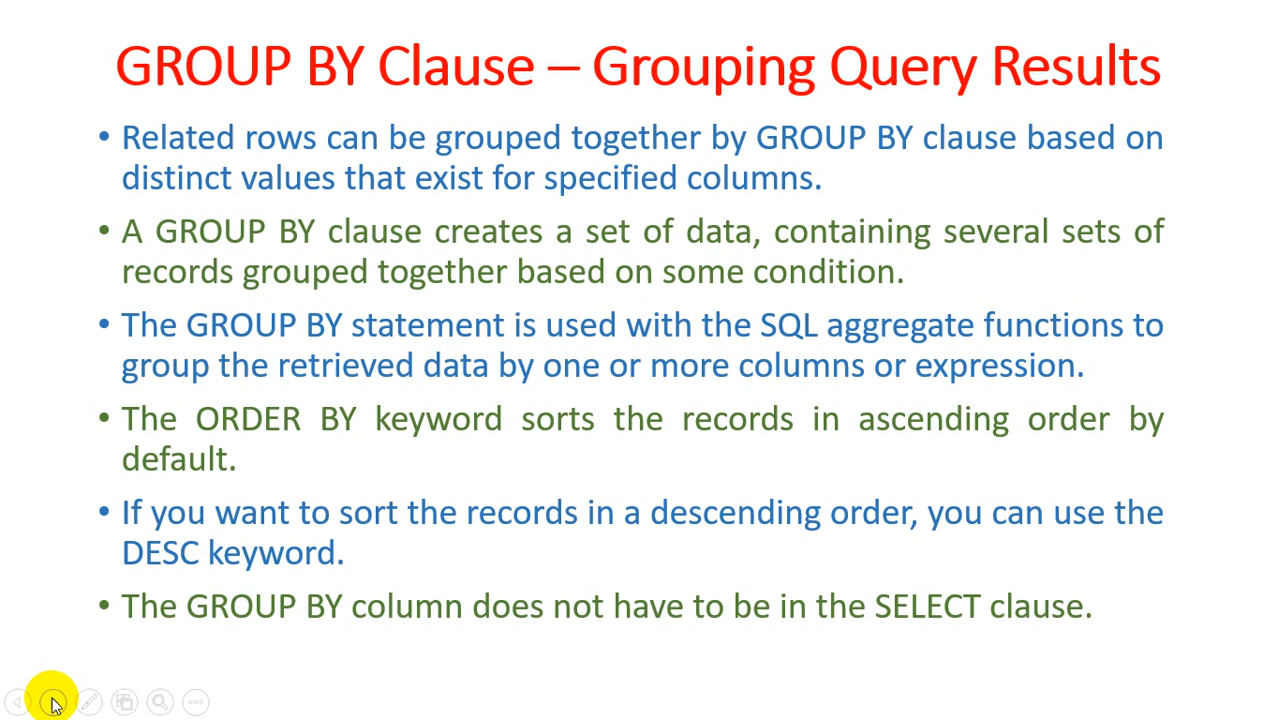 GROUP BY Clause – Grouping Query Results
• Related rows can be grouped together by GROUP BY clause based on
distinct values that exist for specified columns.
• A GROUP BY clause creates a set of data, containing several sets of
records grouped together based on some condition.
• The GROUP BY statement is used with the SQL aggregate functions to
group the retrieved data by one or more columns or expression.
• The ORDER BY keyword sorts the records in ascending order by
default.
• If you want to sort the records in a descending order, you can use the
DESC keyword.
• The GROUP BY column does not have to be in the SELECT clause.